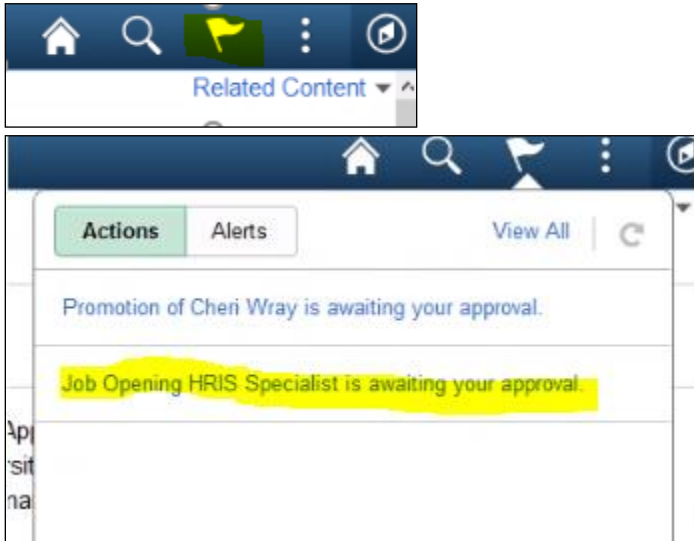 Related Content
Actions
Alerts
View All
Promotion of Cheri Wray is awaiting your approval.
Job Opening HRIS Specialist is awaiting your approval.